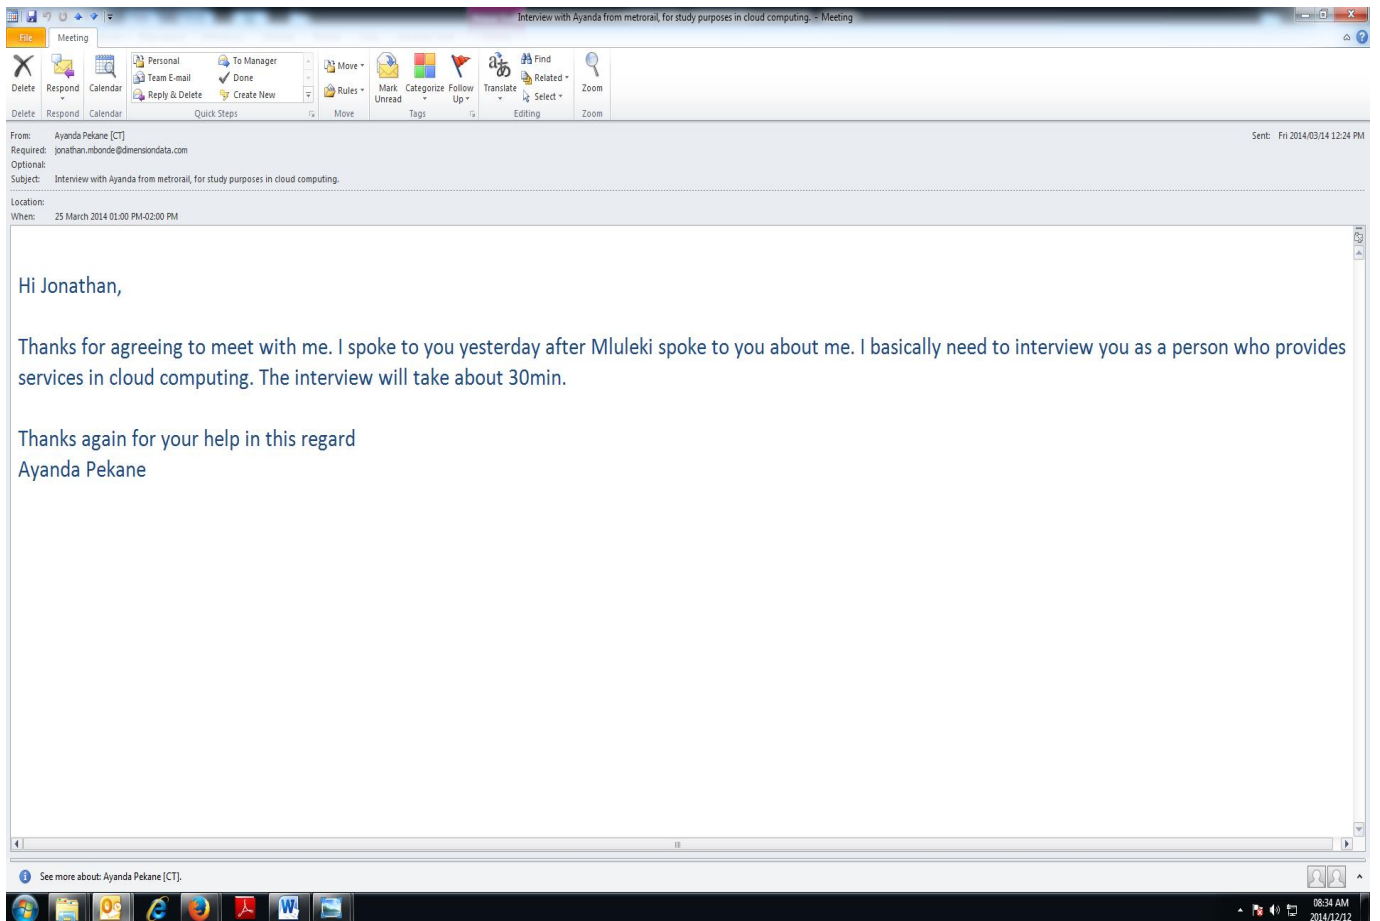 Interview with Ayanda from metrorail, for study purposes in cloud computing. - Meeting
File Meeting
Delete Respond Calendar
Personal To Manager
Team E-mail Done
Reply & Delete Create New
Move
Rules
Mark Unread Categorize Follow Up
Translate
Find
Related
Select
Zoom
Delete Respond Calendar Quick Steps Move Tags Editing Zoom
From: Ayanda Pekane [CT] Sent: Fri 2014/03/14 12:24 PM
Required: jonathan.mbonde@dimensiondata.com
Optional:
Subject: Interview with Ayanda from metrorail, for study purposes in cloud computing.
Location:
When: 25 March 2014 01:00 PM-02:00 PM
Hi Jonathan,
Thanks for agreeing to meet with me. I spoke to you yesterday after Mluleki spoke to you about me. I basically need to interview you as a person who provides
services in cloud computing. The interview will take about 30min.
Thanks again for your help in this regard
Ayanda Pekane
See more about: Ayanda Pekane [CT].
08:34 AM
2014/12/12